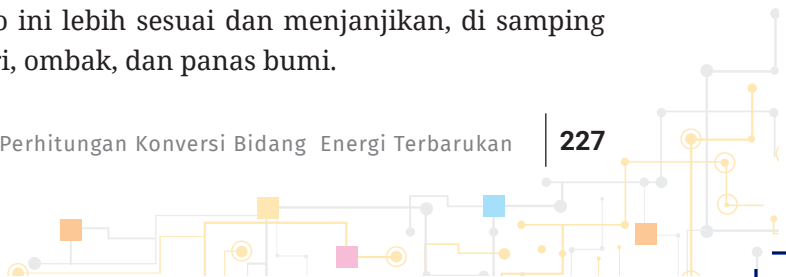 ini lebih sesuai dan menjanjikan, di samping
ombak, dan panas bumi.
Perhitungan Konversi Bidang Energi Terbarukan 227